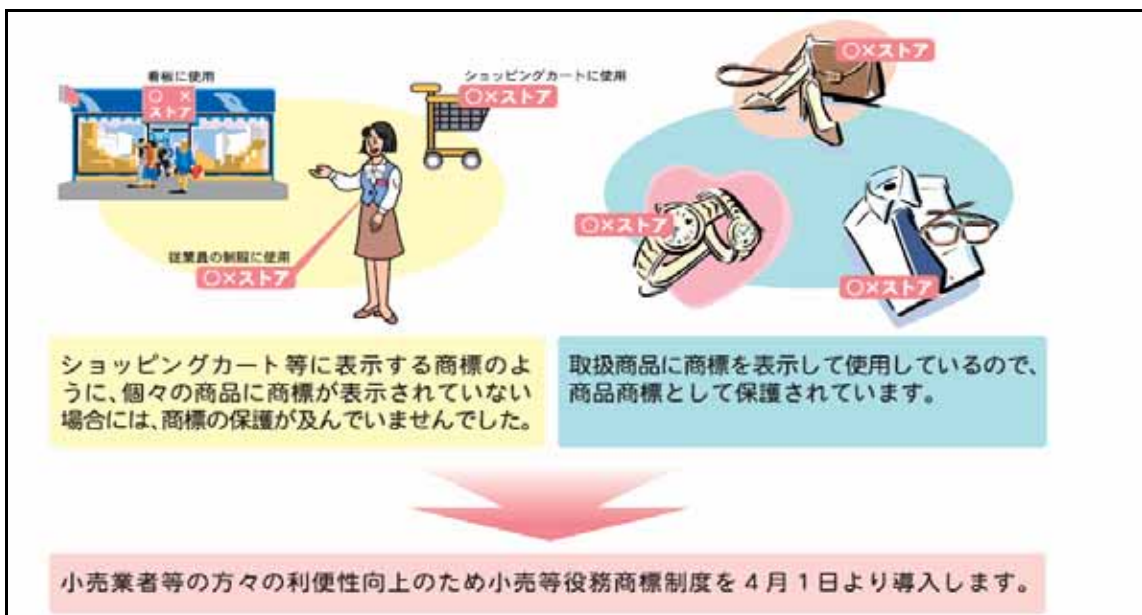 看板に使用
○ ×
ストア
ショッピングカートに使用
○×ストア
従業員の制服に使用
○×ストア
○×ストア
○×ストア
○×ストア
ショッピングカート等に表示する商標のよ
うに、個々の商品に商標が表示されていない
場合には、商標の保護が及んでいませんでした。
取扱商品に商標を表示して使用しているので、
商品商標として保護されています。
小売業者等の方々の利便性向上のため小売等役務商標制度を4月1日より導入します。